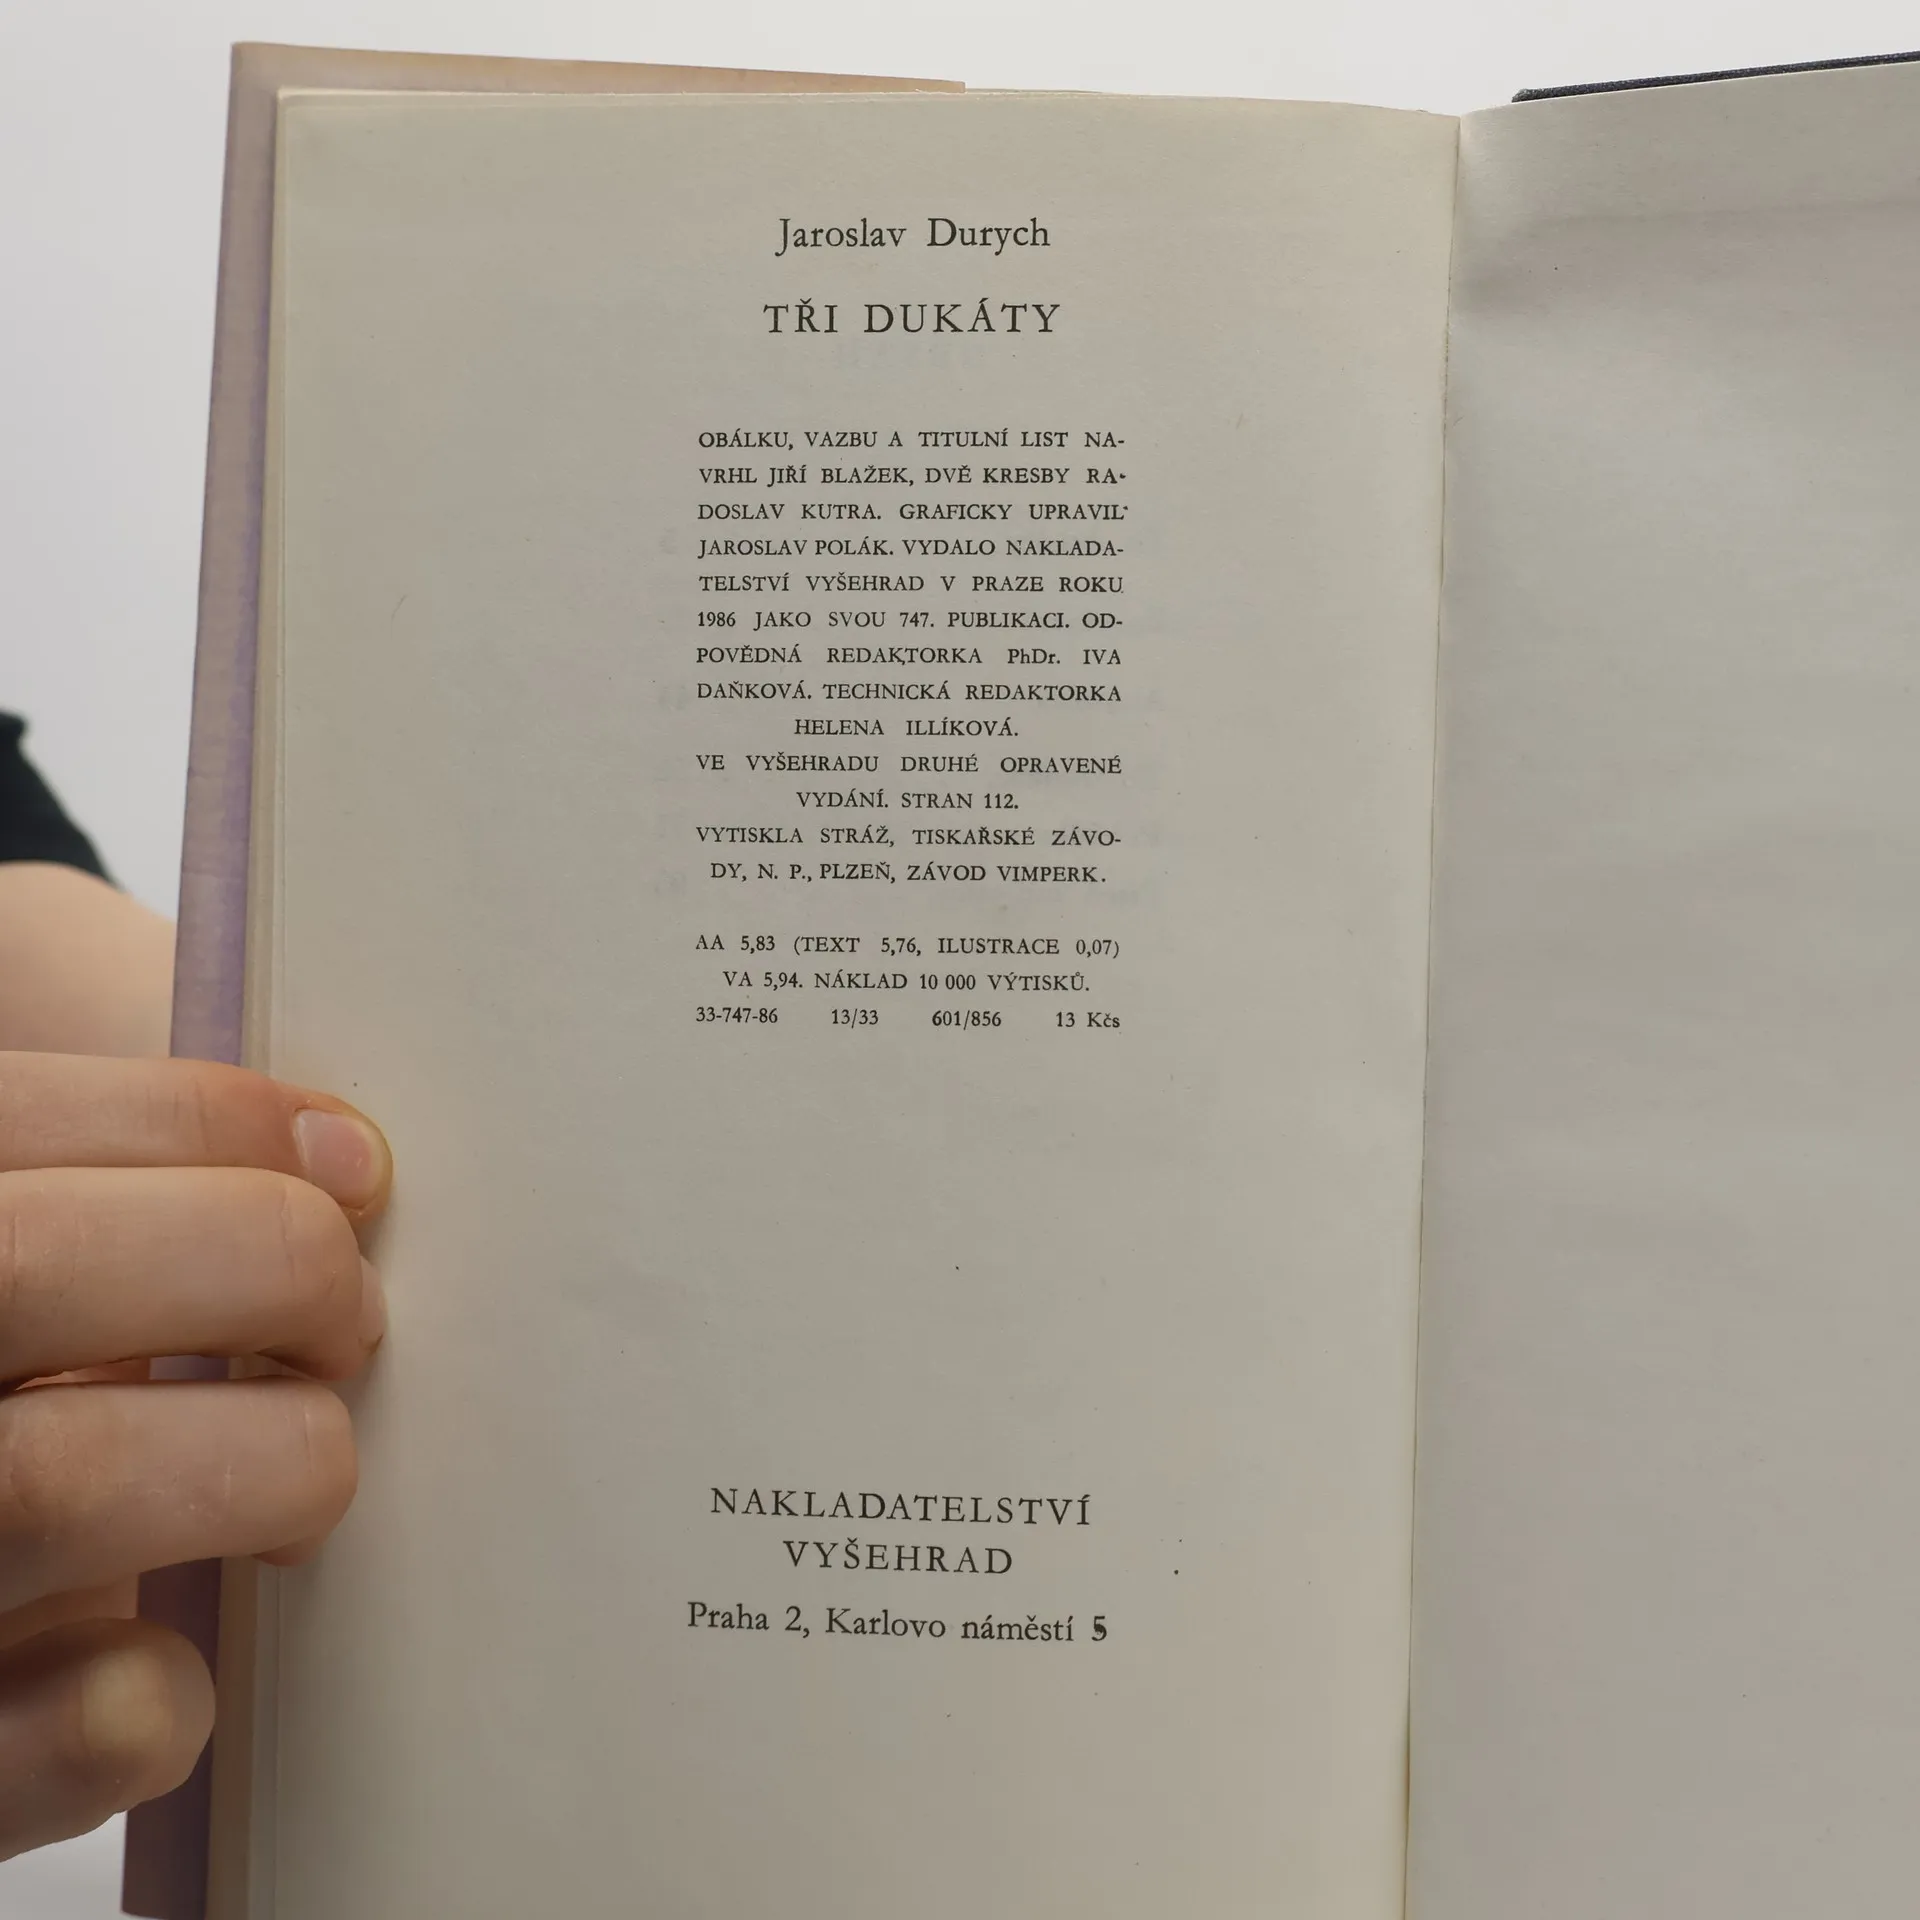 Jaroslav Durych
TŘI DUKÁTY
OBÁLKU, VAZBU A TITULNÍ LIST NA-
VRHL JIŘÍ BLAŽEK, DVĚ KRESBY RA-
DOSLAV KUTRA. GRAFICKY UPRAVIL
JAROSLAV POLÁK. VYDALO NAKLADA-
TELSTVÍ VYŠEHRAD V PRAZE ROKU
1986 JAKO SVOU 747. PUBLIKACI. OD-
POVĚDNÁ REDAKTORKA PhDr. IVA
DAŇKOVÁ. TECHNICKÁ REDAKTORKA
HELENA ILLÍKOVÁ.
VE VYŠEHRADU DRUHÉ OPRAVENÉ
VYDÁNÍ. STRAN 112.
VYTISKLA STRÁŽ, TISKAŘSKÉ ZÁVO-
DY, N. P., PLZEŇ, ZÁVOD VIMPERK.
AA 5,83 (TEXT 5,76, ILUSTRACE 0,07)
VA 5,94. NÁKLAD 10 000 VÝTISKŮ.
33-747-86 13/33 601/856 13 Kčs
NAKLADATELSTVÍ
VYŠEHRAD
Praha 2, Karlovo náměstí 5